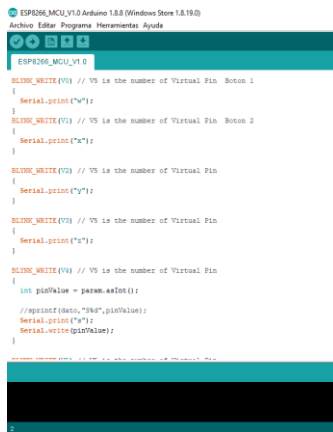 ESP8266_MCU_V1.0 Arduino 1.8.8 (Windows Store 1.8.19.0)
Archivo Editar Programa Herramientas Ayuda
ESP8266_MCU_V1.0
BLYNK_WRITE(V0) // V5 is the number of Virtual Pin  Boton 1
{
  Serial.print("w");
}
BLYNK_WRITE(V1) // V5 is the number of Virtual Pin  Boton 2
{
  Serial.print("x");
}

BLYNK_WRITE(V2) // V5 is the number of Virtual Pin
{
  Serial.print("y");
}

BLYNK_WRITE(V3) // V5 is the number of Virtual Pin
{
  Serial.print("z");
}

BLYNK_WRITE(V4) // V5 is the number of Virtual Pin
{
  int pinValue = param.asInt();

  //sprintf(dato,"S%d",pinValue);
  Serial.print("s");
  Serial.write(pinValue);
}
2